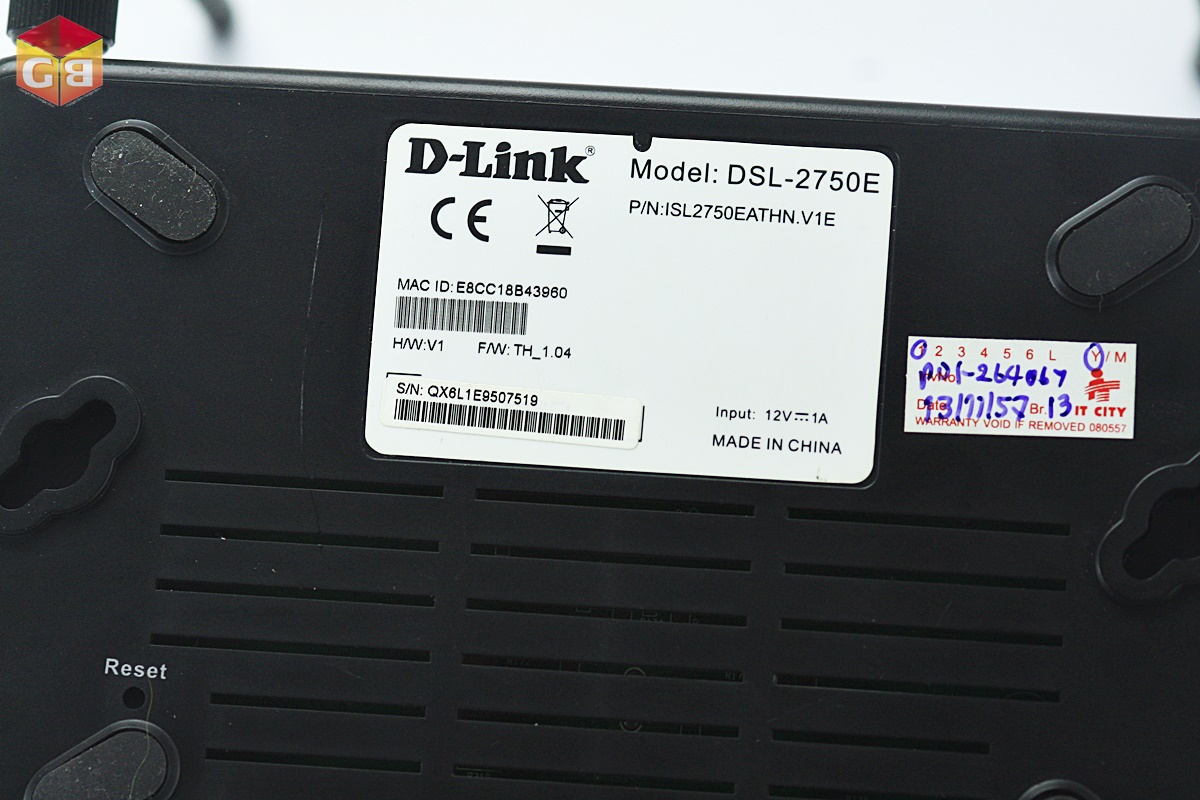 GB
D-Link®
Model: DSL-2750E
P/N:ISL2750EATHN.V1E
CE
MAC ID: E8CC18B43960
H/W:V1 F/W: TH_1.04
S/N: QX6L1E9507519
Input: 12V⎓1A
MADE IN CHINA
1 2 3 4 5 6 L Y / M
Date Br. 13 IT CITY
WARRANTY VOID IF REMOVED 080557
Reset